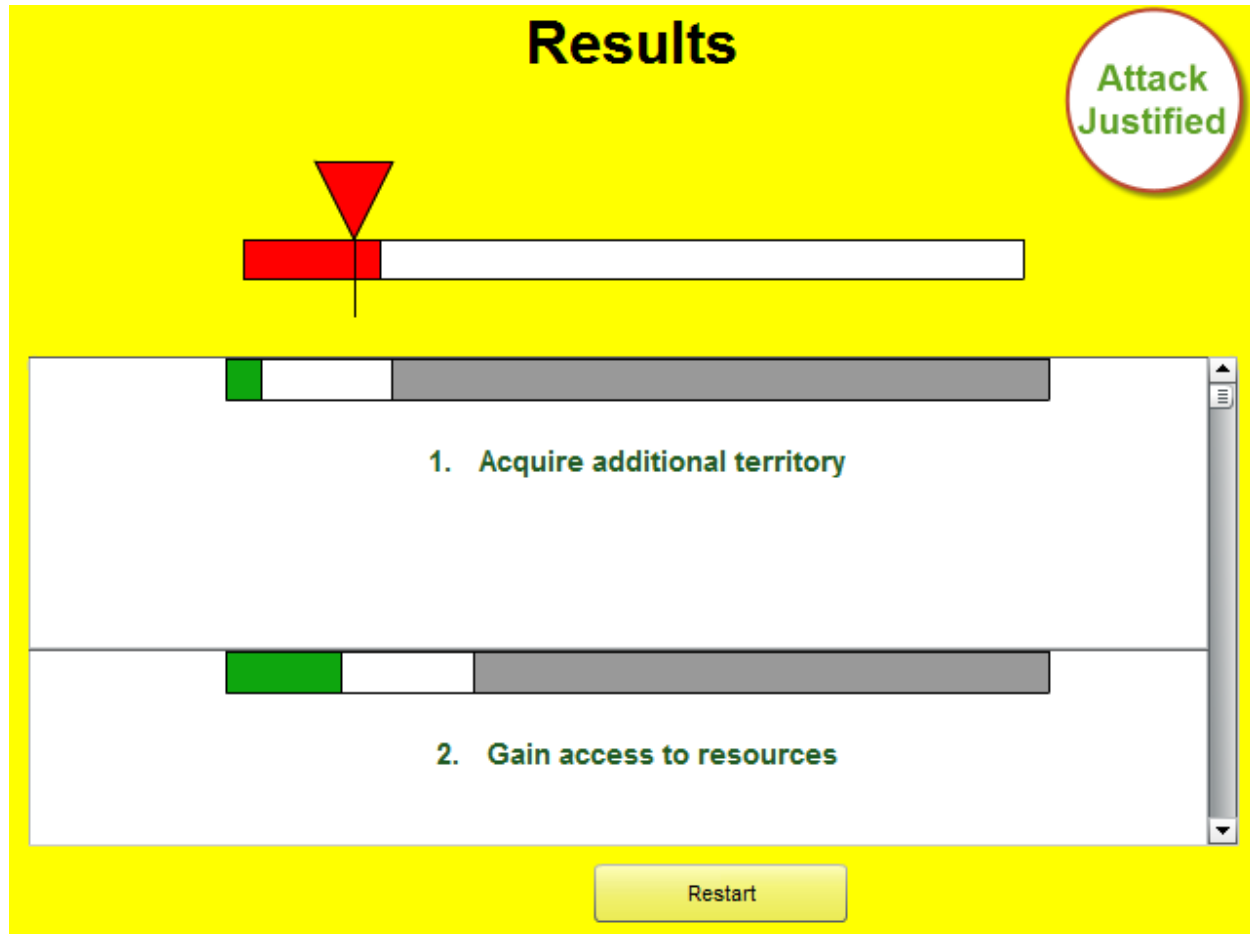 Results
Attack
Justified
1. Acquire additional territory
2. Gain access to resources
Restart